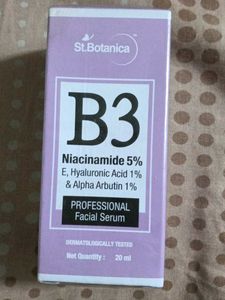 St.Botanica
B3
Niacinamide 5%
E, Hyaluronic Acid 1%
& Alpha Arbutin 1%
PROFESSIONAL
Facial Serum
DERMATOLOGICALLY TESTED
Net Quantity : 20 ml